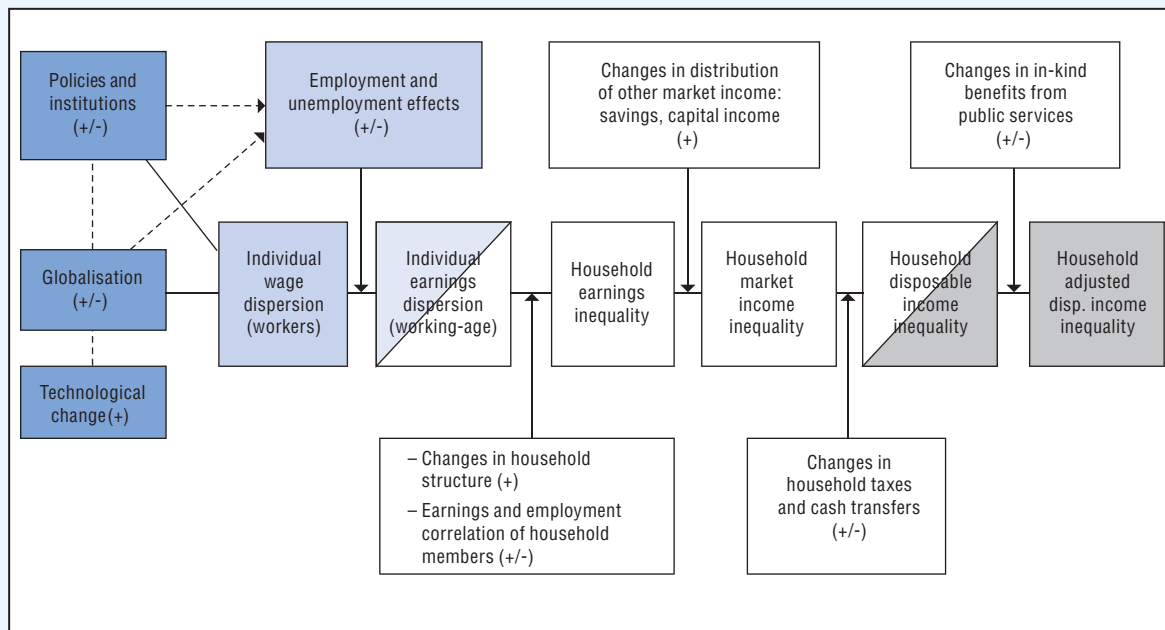 Policies and
institutions
(+/-)
Employment and
unemployment effects
(+/-)
Changes in distribution
of other market income:
savings, capital income
(+)
Changes in in-kind
benefits from
public services
(+/-)
Globalisation
(+/-)
Individual
wage
dispersion
(workers)
Individual
earnings
dispersion
(working-age)
Household
earnings
inequality
Household
market
income
inequality
Household
disposable
income
inequality
Household
adjusted
disp. income
inequality
Technological
change(+)
– Changes in household
structure (+)
– Earnings and employment
correlation of household
members (+/-)
Changes in
household taxes
and cash transfers
(+/-)